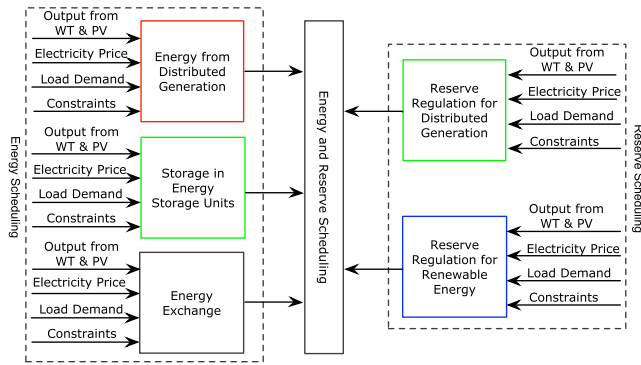 Energy Scheduling
Output from
WT & PV
Electricity Price
Load Demand
Constraints
Energy from
Distributed
Generation
Output from
WT & PV
Electricity Price
Load Demand
Constraints
Storage in
Energy
Storage Units
Output from
WT & PV
Electricity Price
Load Demand
Constraints
Energy
Exchange
Energy and Reserve Scheduling
Reserve
Regulation for
Distributed
Generation
Output from
WT & PV
Electricity Price
Load Demand
Constraints
Reserve
Regulation for
Renewable
Energy
Output from
WT & PV
Electricity Price
Load Demand
Constraints
Reserve Scheduling